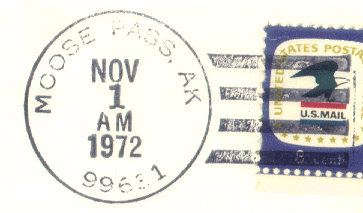 MOOSE PASS, AK
NOV
1
AM
1972
99631
UNITED STATES POSTA
U.S.MAIL
8 cents